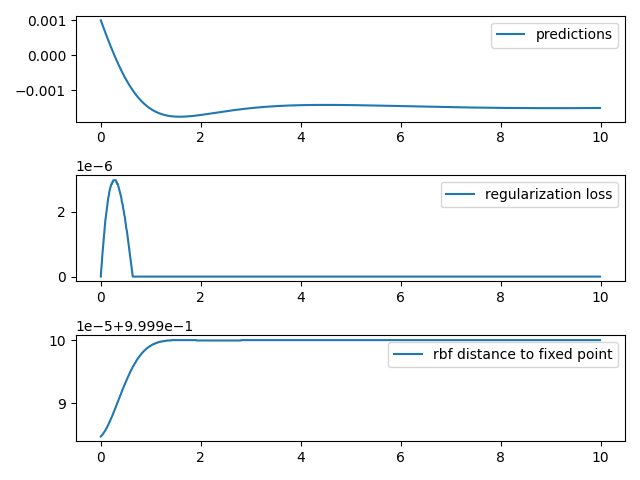 0.001
predictions
0.000
−0.001
0 2 4 6 8 10
1e−6
regularization loss
2
0
0 2 4 6 8 10
1e−5+9.999e−1
10
rbf distance to fixed point
9
0 2 4 6 8 10